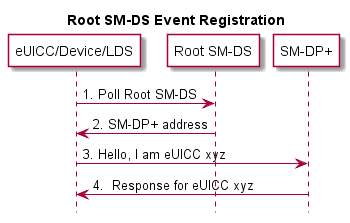 Root SM-DS Event Registration
eUICC/Device/LDS
Root SM-DS
SM-DP+
1. Poll Root SM-DS
2. SM-DP+ address
3. Hello, I am eUICC xyz
4. Response for eUICC xyz